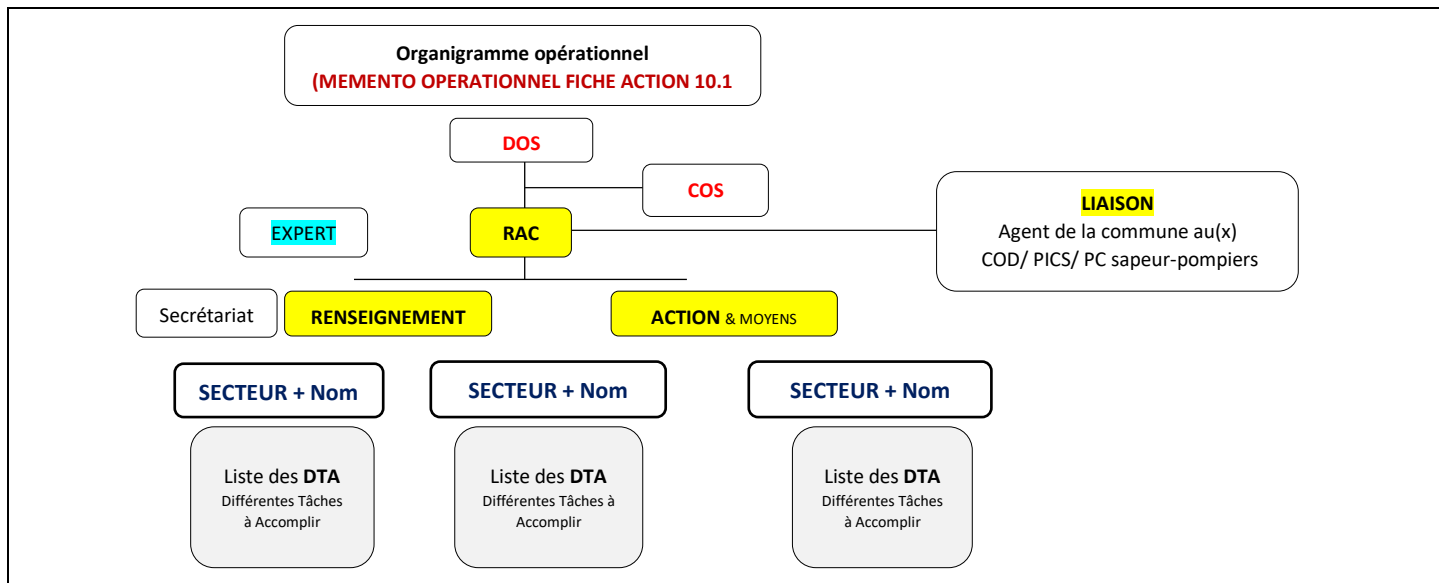 Organigramme opérationnel
(MEMENTO OPERATIONNEL FICHE ACTION 10.1
DOS
COS
EXPERT
RAC
LIAISON
Agent de la commune au(x)
COD/ PICS/ PC sapeur-pompiers
Secrétariat
RENSEIGNEMENT
ACTION & MOYENS
SECTEUR + Nom
SECTEUR + Nom
SECTEUR + Nom
Liste des DTA
Différentes Tâches
à Accomplir
Liste des DTA
Différentes Tâches à
Accomplir
Liste des DTA
Différentes Tâches
à Accomplir